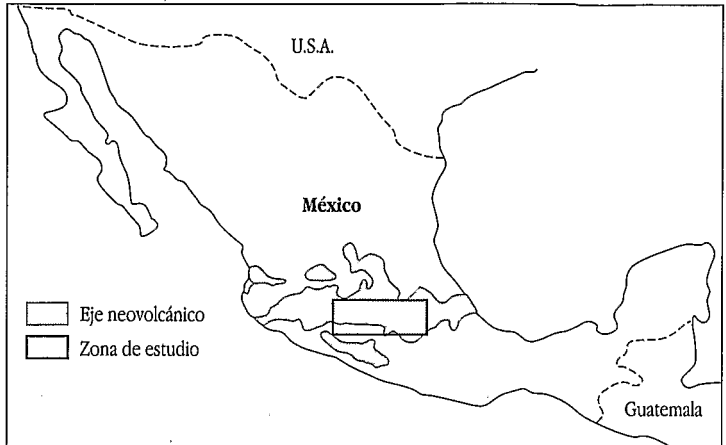 U.S.A.
México
Eje neovolcánico
Zona de estudio
Guatemala